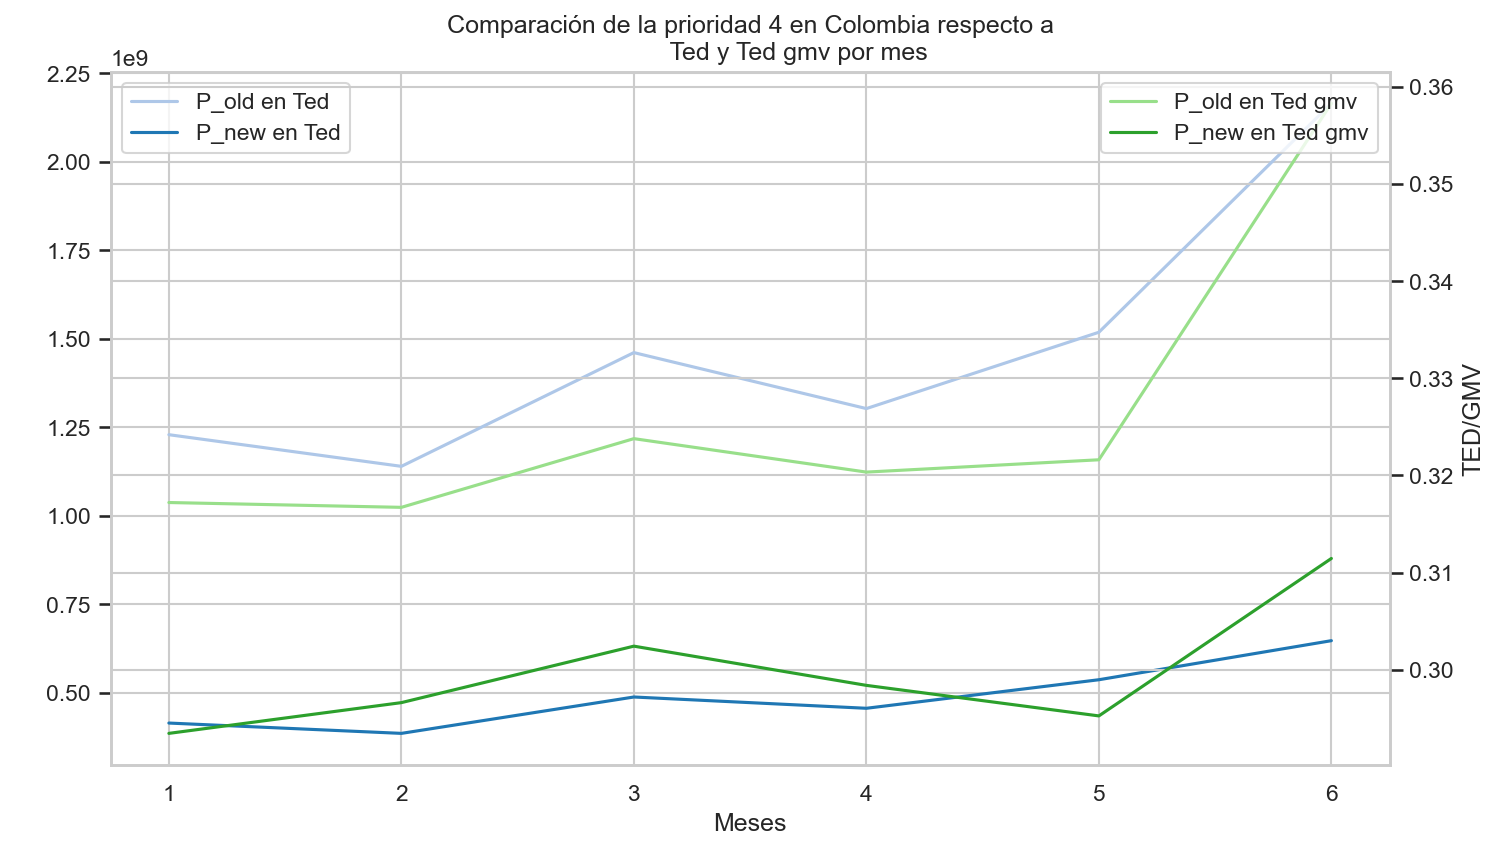 Comparación de la prioridad 4 en Colombia respecto a
Ted y Ted gmv por mes
1e9
2.25
2.00
1.75
1.50
1.25
1.00
0.75
0.50
P_old en Ted
P_new en Ted
P_old en Ted gmv
P_new en Ted gmv
0.36
0.35
0.34
0.33
0.32
0.31
0.30
TED/GMV
1 2 3 4 5 6
Meses